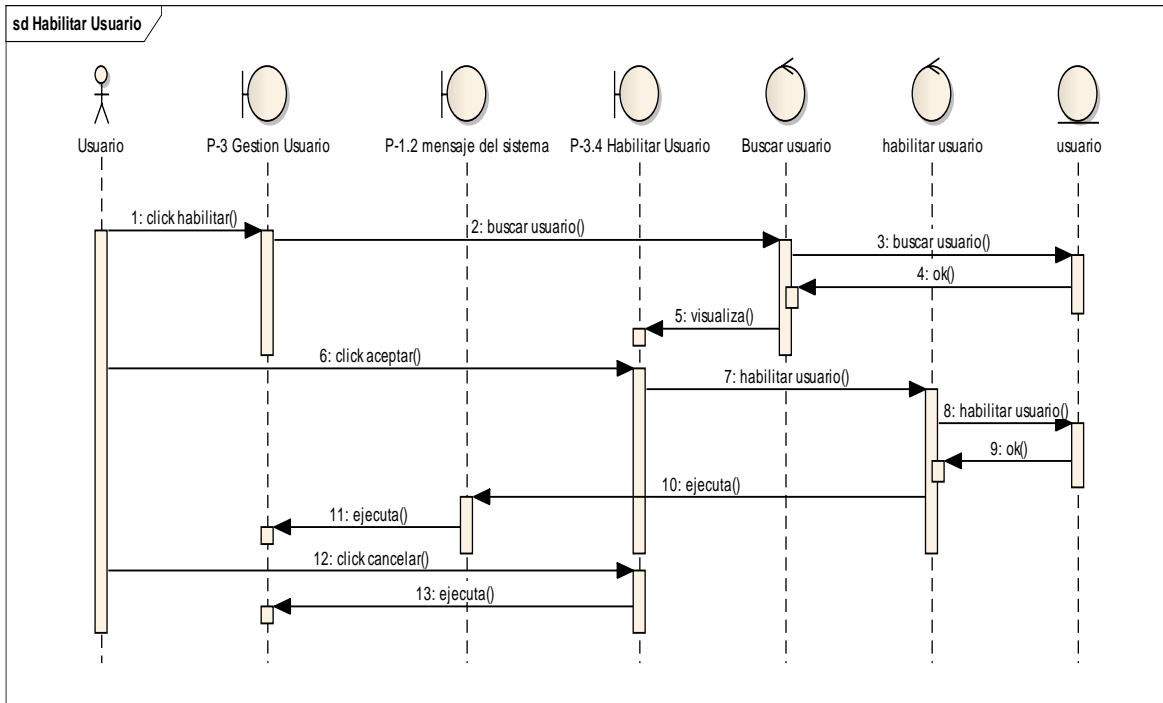 sd Habilitar Usuario
Usuario
P-3 Gestion Usuario
P-1.2 mensaje del sistema
P-3.4 Habilitar Usuario
Buscar usuario
habilitar usuario
usuario
1: click habilitar()
2: buscar usuario()
3: buscar usuario()
4: ok()
5: visualiza()
6: click aceptar()
7: habilitar usuario()
8: habilitar usuario()
9: ok()
10: ejecuta()
11: ejecuta()
12: click cancelar()
13: ejecuta()